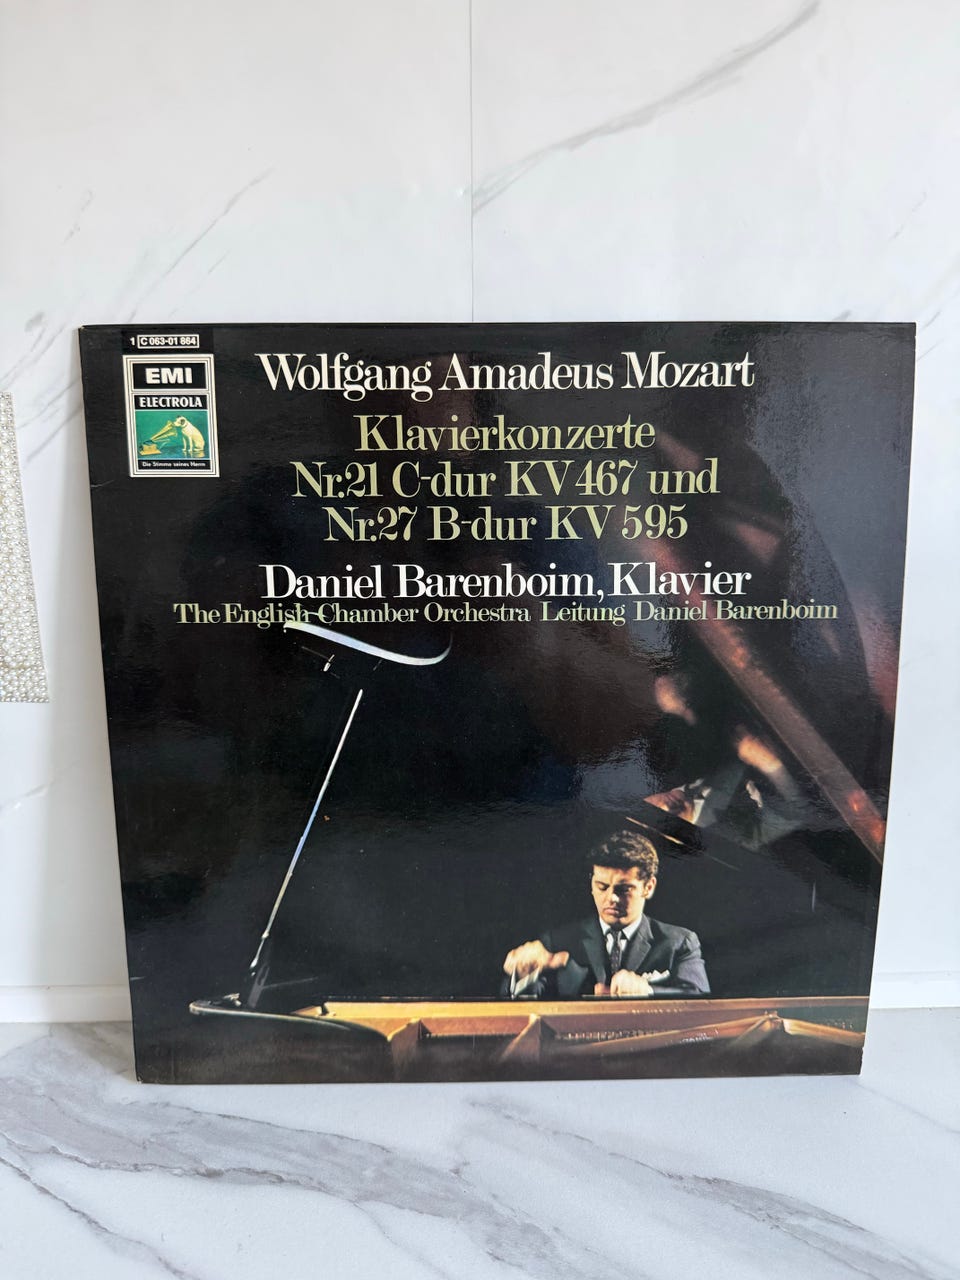 1 C 063-01 864
EMI
ELECTROLA
Die Stimme seines Herrn
Wolfgang Amadeus Mozart
Klavierkonzerte
Nr.21 C-dur KV 467 und
Nr.27 B-dur KV 595
Daniel Barenboim, Klavier
The English Chamber Orchestra Leitung Daniel Barenboim